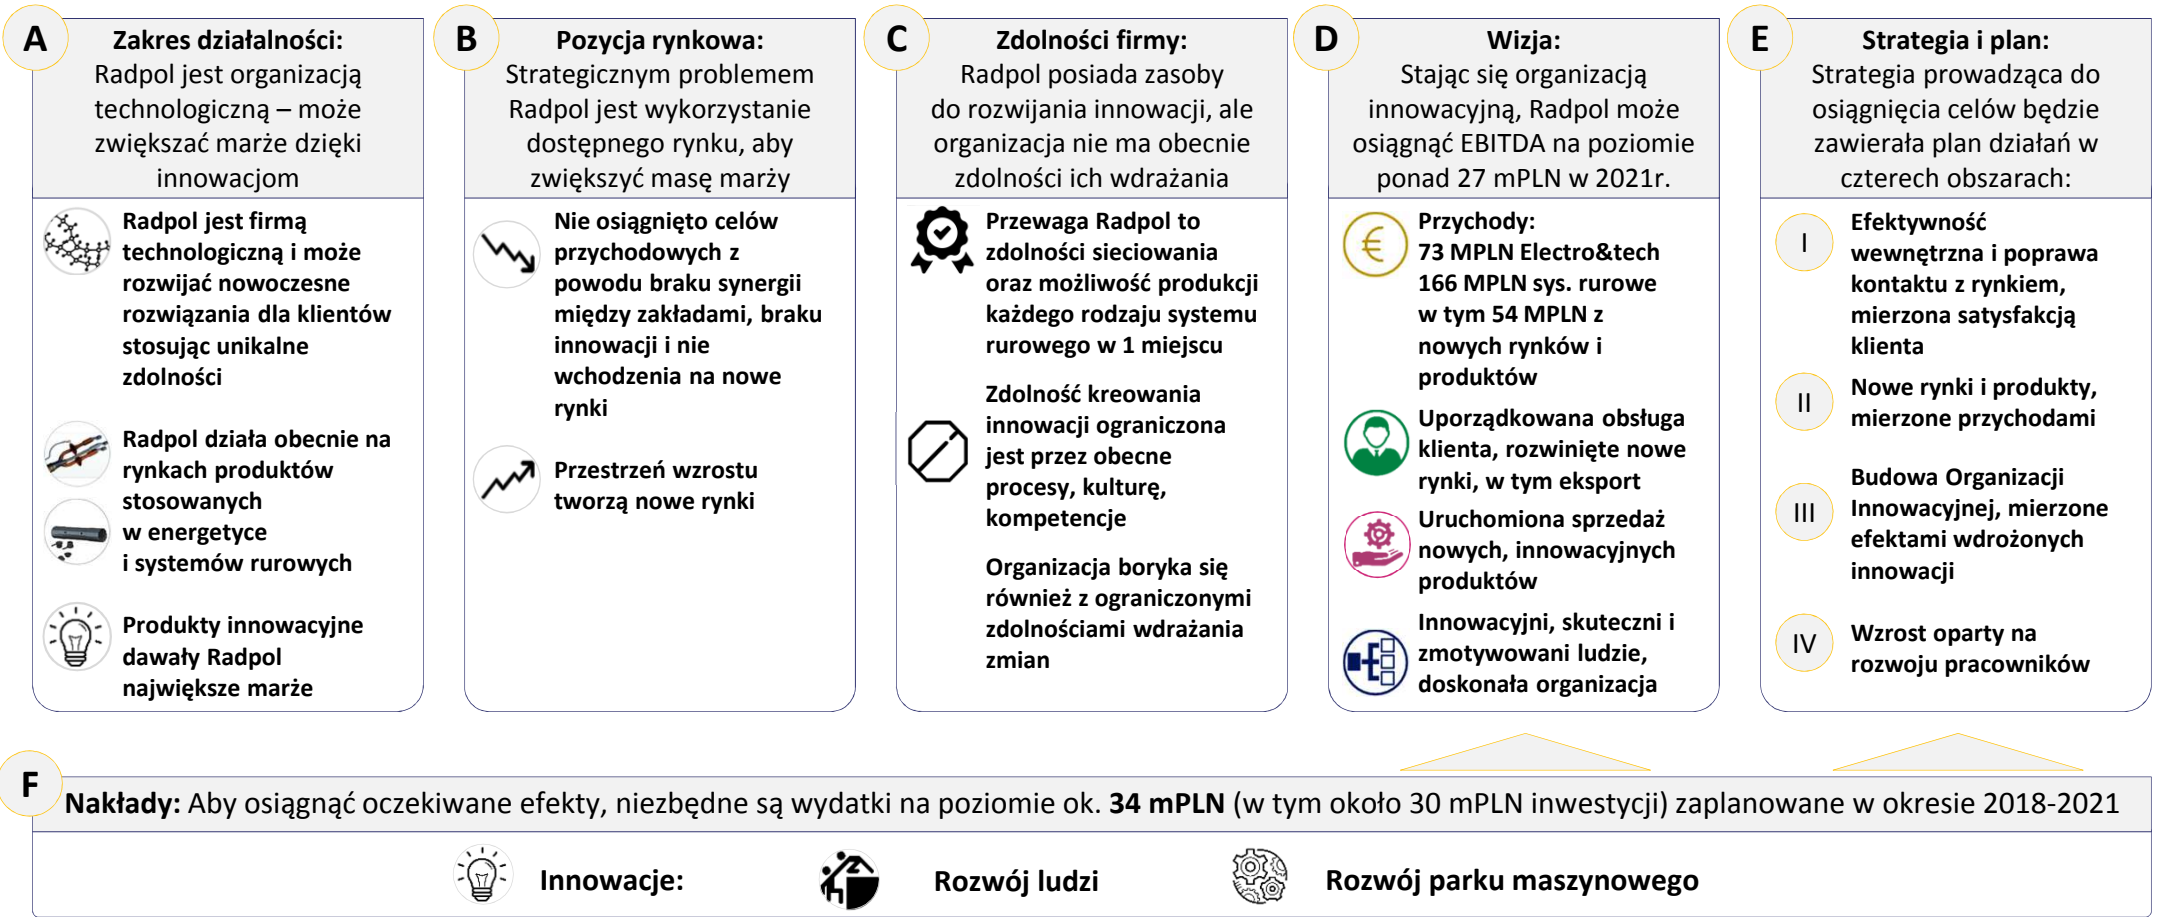 A
Zakres działalności:
Radpol jest organizacją
technologiczną – może
zwiększać marże dzięki
innowacjom
Radpol jest firmą
technologiczną i może
rozwijać nowoczesne
rozwiązania dla klientów
stosując unikalne
zdolności
Radpol działa obecnie na
rynkach produktów
stosowanych
w energetyce
i systemów rurowych
Produkty innowacyjne
dawały Radpol
największe marże
B
Pozycja rynkowa:
Strategicznym problemem
Radpol jest wykorzystanie
dostępnego rynku, aby
zwiększyć masę marży
Nie osiągnięto celów
przychodowych z
powodu braku synergii
między zakładami, braku
innowacji i nie
wchodzenia na nowe
rynki
Przestrzeń wzrostu
tworzą nowe rynki
C
Zdolności firmy:
Radpol posiada zasoby
do rozwijania innowacji, ale
organizacja nie ma obecnie
zdolności ich wdrażania
Przewaga Radpol to
zdolności sieciowania
oraz możliwość produkcji
każdego rodzaju systemu
rurowego w 1 miejscu
Zdolność kreowania
innowacji ograniczona
jest przez obecne
procesy, kulturę,
kompetencje
Organizacja boryka się
również z ograniczonymi
zdolnościami wdrażania
zmian
D
Wizja:
Stając się organizacją
innowacyjną, Radpol może
osiągnąć EBITDA na poziomie
ponad 27 mPLN w 2021r.
€
Przychody:
73 MPLN Electro&tech
166 MPLN sys. rurowe
w tym 54 MPLN z
nowych rynków i
produktów
Uporządkowana obsługa
klienta, rozwinięte nowe
rynki, w tym eksport
Uruchomiona sprzedaż
nowych, innowacyjnych
produktów
Innowacyjni, skuteczni i
zmotywowani ludzie,
doskonała organizacja
E
Strategia i plan:
Strategia prowadząca do
osiągnięcia celów będzie
zawierała plan działań w
czterech obszarach:
I
Efektywność
wewnętrzna i poprawa
kontaktu z rynkiem,
mierzona satysfakcją
klienta
II
Nowe rynki i produkty,
mierzone przychodami
III
Budowa Organizacji
Innowacyjnej, mierzone
efektami wdrożonych
innowacji
IV
Wzrost oparty na
rozwoju pracowników
F
Nakłady: Aby osiągnąć oczekiwane efekty, niezbędne są wydatki na poziomie ok. 34 mPLN (w tym około 30 mPLN inwestycji) zaplanowane w okresie 2018-2021
Innowacje:
Rozwój ludzi
Rozwój parku maszynowego